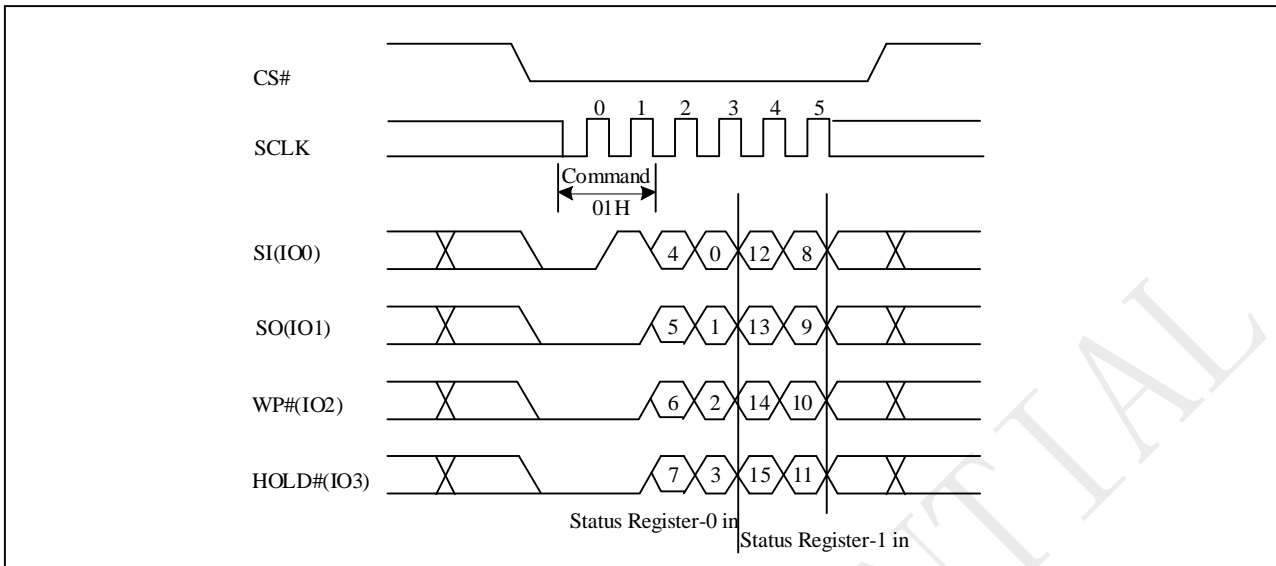 CS#
0 1 2 3 4 5
SCLK
Command
01H
SI(IO0) 4 0 12 8
SO(IO1) 5 1 13 9
WP#(IO2) 6 2 14 10
HOLD#(IO3) 7 3 15 11
Status Register-0 in
Status Register-1 in
NTIAL